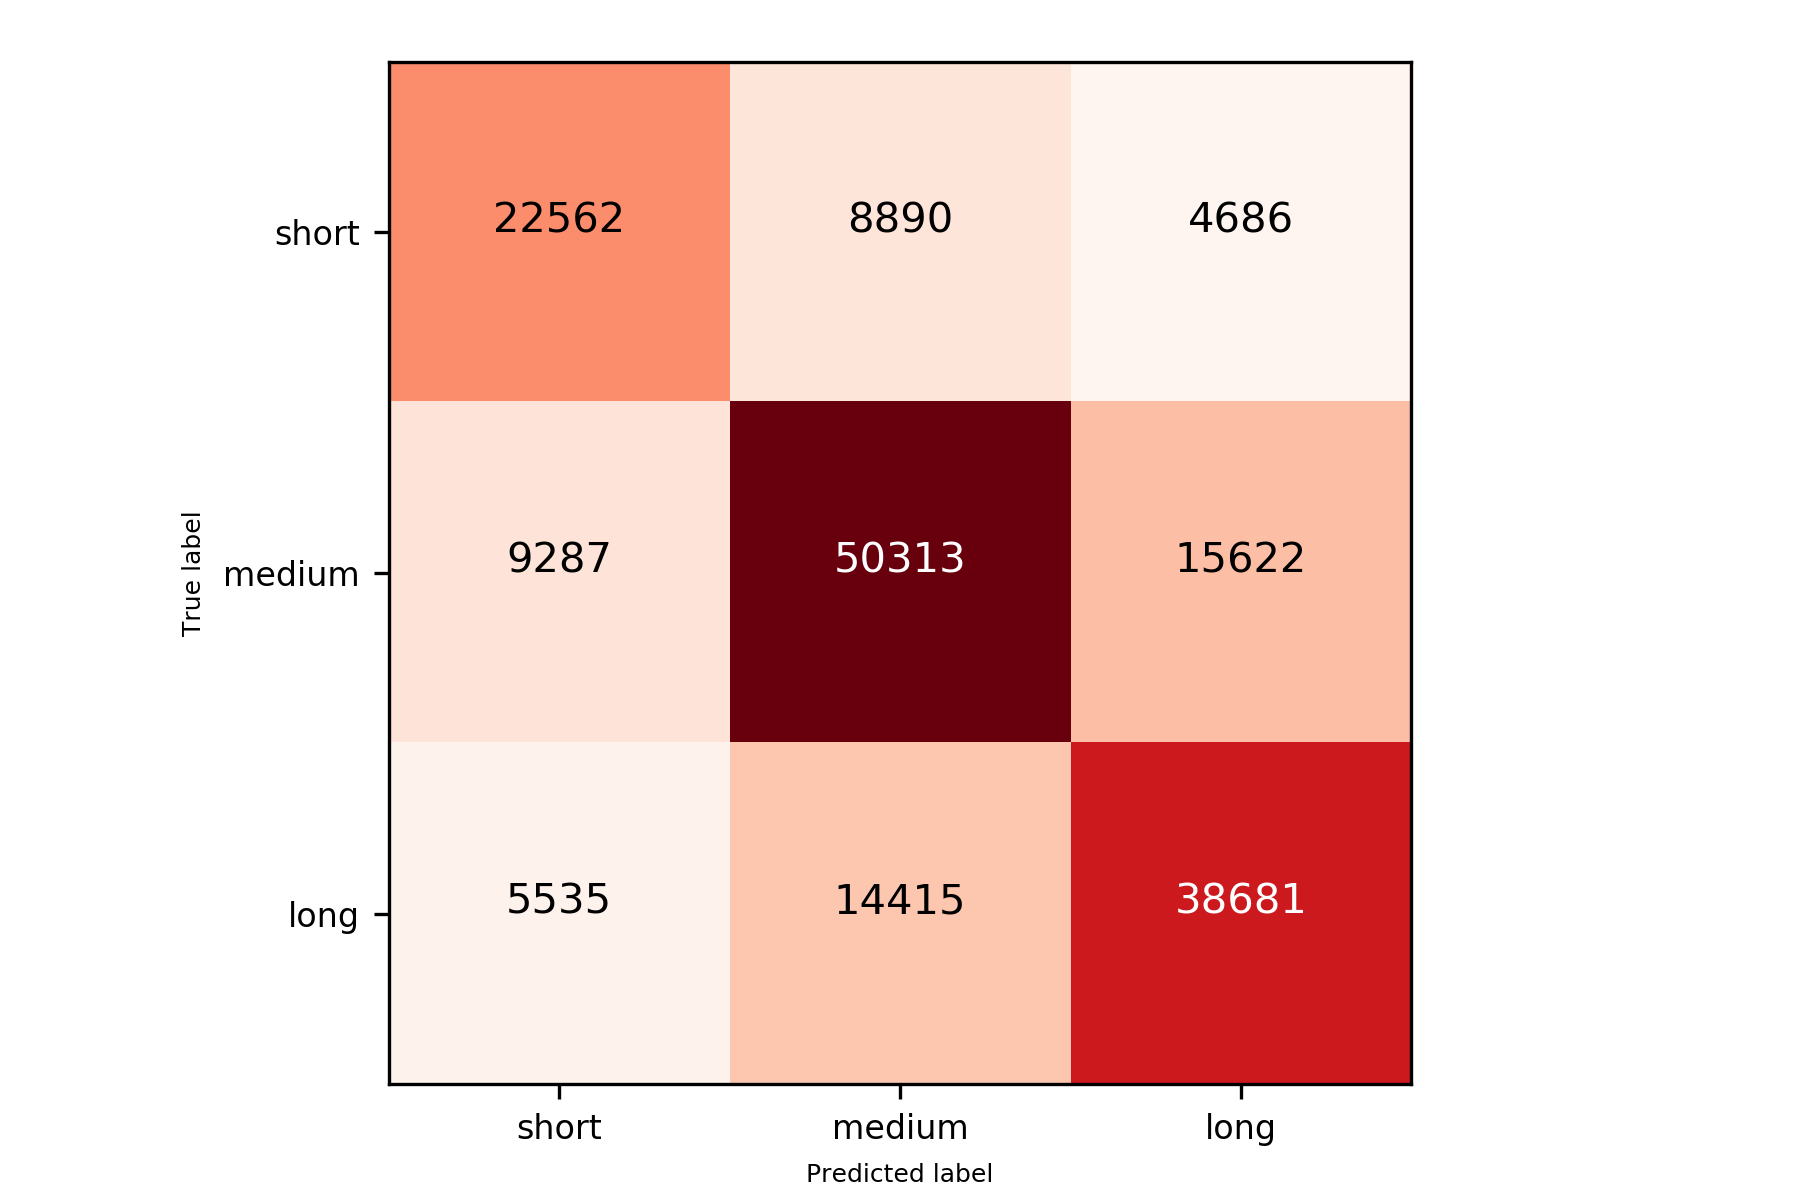 short 22562 8890 4686
medium 9287 50313 15622
long 5535 14415 38681
True label
short medium long
Predicted label